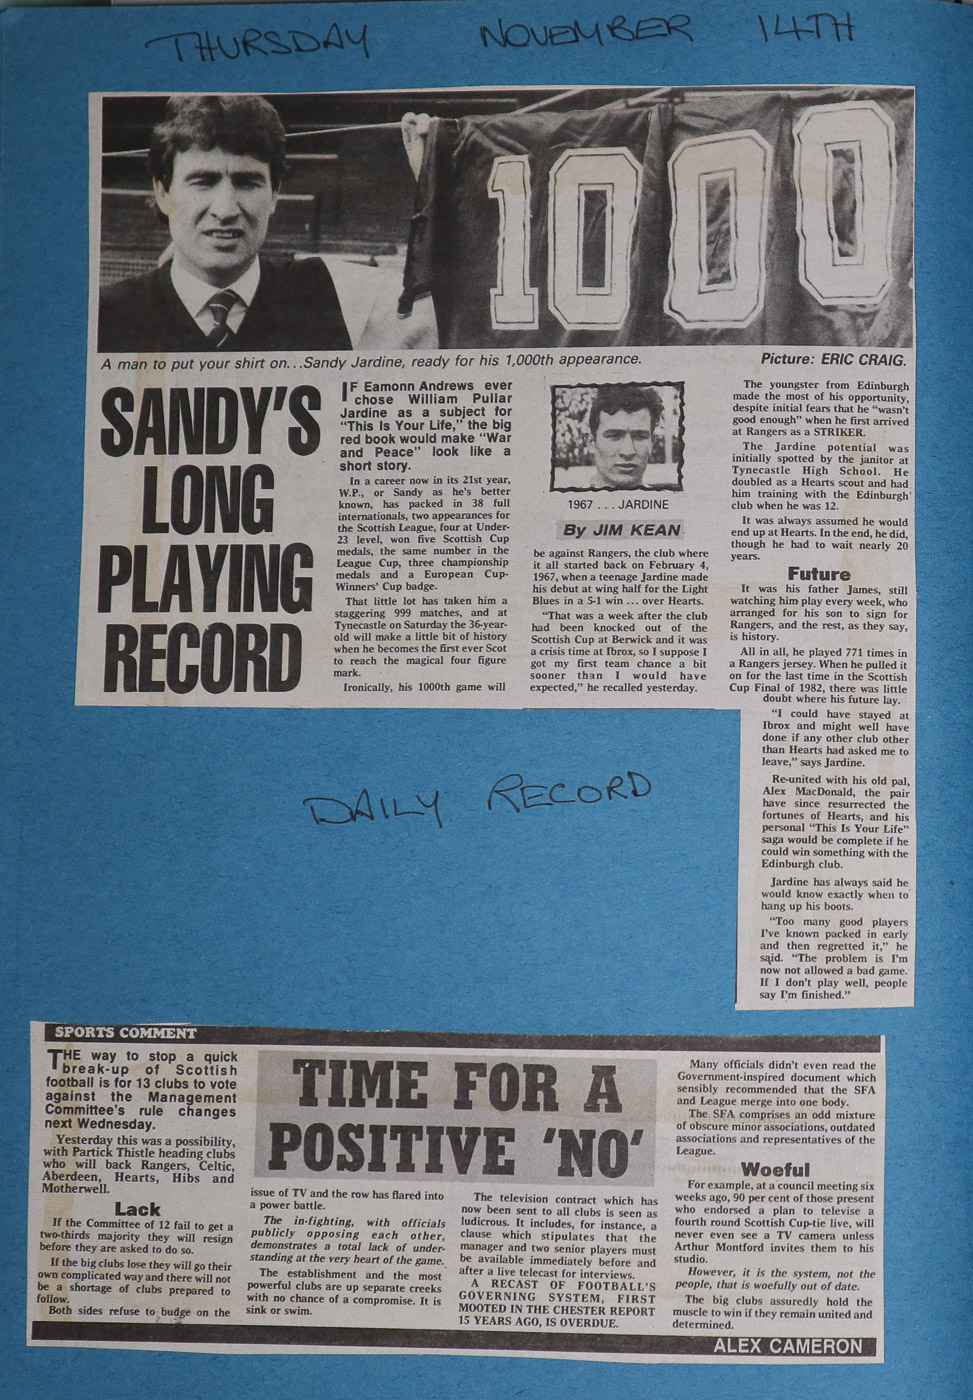 THURSDAY NOVEMBER 14TH
1000
A man to put your shirt on...Sandy Jardine, ready for his 1,000th appearance.
Picture: ERIC CRAIG.
SANDY'S
LONG
PLAYING
RECORD
IF Eamonn Andrews ever
chose William Pullar
Jardine as a subject for
"This Is Your Life," the big
red book would make "War
and Peace" look like a
short story.
In a career now in its 21st year,
W.P., or Sandy as he's better
known, has packed in 38 full
internationals, two appearances for
the Scottish League, four at Under-
23 level, won five Scottish Cup
medals, the same number in the
League Cup, three championship
medals and a European Cup-
Winners' Cup badge.
That little lot has taken him a
staggering 999 matches, and at
Tynecastle on Saturday the 36-year-
old will make a little bit of history
when he becomes the first ever Scot
to reach the magical four figure
mark.
Ironically, his 1000th game will
1967 . . . JARDINE
By JIM KEAN
be against Rangers, the club where
it all started back on February 4,
1967, when a teenage Jardine made
his debut at wing half for the Light
Blues in a 5-1 win ... over Hearts.
"That was a week after the club
had been knocked out of the
Scottish Cup at Berwick and it was
a crisis time at Ibrox, so I suppose I
got my first team chance a bit
sooner than I would have
expected," he recalled yesterday.
The youngster from Edinburgh
made the most of his opportunity,
despite initial fears that he "wasn't
good enough" when he first arrived
at Rangers as a STRIKER.
The Jardine potential was
initially spotted by the janitor at
Tynecastle High School. He
doubled as a Hearts scout and had
him training with the Edinburgh
club when he was 12.
It was always assumed he would
end up at Hearts. In the end, he did,
though he had to wait nearly 20
years.
Future
It was his father James, still
watching him play every week, who
arranged for his son to sign for
Rangers, and the rest, as they say,
is history.
All in all, he played 771 times in
a Rangers jersey. When he pulled it
on for the last time in the Scottish
Cup Final of 1982, there was little
doubt where his future lay.
"I could have stayed at
Ibrox and might well have
done if any other club other
than Hearts had asked me to
leave," says Jardine.
Re-united with his old pal,
Alex MacDonald, the pair
have since resurrected the
fortunes of Hearts, and his
personal "This Is Your Life"
saga would be complete if he
could win something with the
Edinburgh club.
Jardine has always said he
would know exactly when to
hang up his boots.
"Too many good players
I've known packed in early
and then regretted it," he
said. "The problem is I'm
now not allowed a bad game.
If I don't play well, people
say I'm finished."
DAILY RECORD
SPORTS COMMENT
THE way to stop a quick
break-up of Scottish
football is for 13 clubs to vote
against the Management
Committee's rule changes
next Wednesday.
Yesterday this was a possibility,
with Partick Thistle heading clubs
who will back Rangers, Celtic,
Aberdeen, Hearts, Hibs and
Motherwell.
Lack
If the Committee of 12 fail to get a
two-thirds majority they will resign
before they are asked to do so.
If the big clubs lose they will go their
own complicated way and there will not
be a shortage of clubs prepared to
follow.
Both sides refuse to budge on the
TIME FOR A
POSITIVE 'NO'
issue of TV and the row has flared into
a power battle.
The in-fighting, with officials
publicly opposing each other,
demonstrates a total lack of under-
standing at the very heart of the game.
The establishment and the most
powerful clubs are up separate creeks
with no chance of a compromise. It is
sink or swim.
The television contract which has
now been sent to all clubs is seen as
ludicrous. It includes, for instance, a
clause which stipulates that the
manager and two senior players must
be available immediately before and
after a live telecast for interviews.
A RECAST OF FOOTBALL'S
GOVERNING SYSTEM, FIRST
MOOTED IN THE CHESTER REPORT
15 YEARS AGO, IS OVERDUE.
Many officials didn't even read the
Government-inspired document which
sensibly recommended that the SFA
and League merge into one body.
The SFA comprises an odd mixture
of obscure minor associations, outdated
associations and representatives of the
League.
Woeful
For example, at a council meeting six
weeks ago, 90 per cent of those present
who endorsed a plan to televise a
fourth round Scottish Cup-tie live, will
never even see a TV camera unless
Arthur Montford invites them to his
studio.
However, it is the system, not the
people, that is woefully out of date.
The big clubs assuredly hold the
muscle to win if they remain united and
determined.
ALEX CAMERON